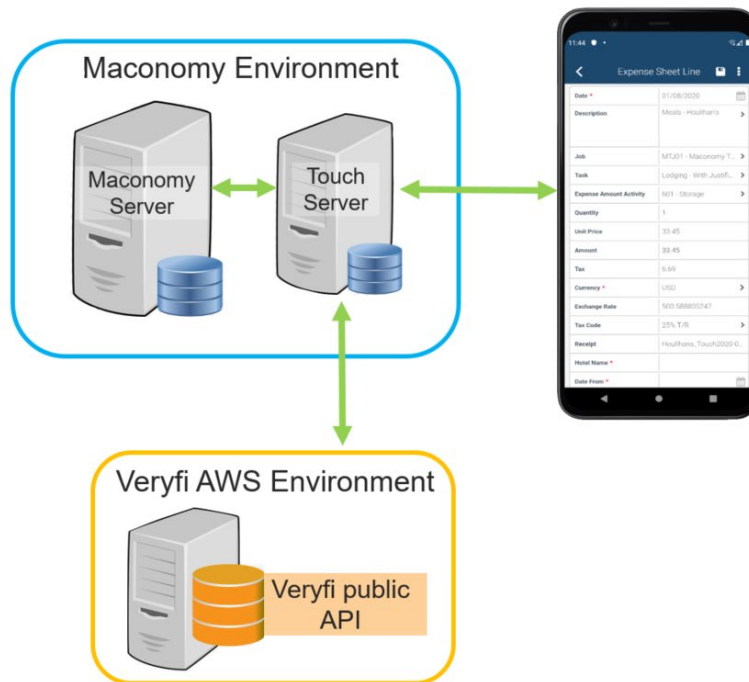 Maconomy Environment
Maconomy
Server
Touch
Server
Veryfi AWS Environment
Veryfi public
API
11:44
Expense Sheet Line
Date *
01/08/2020
Description
Meals - Houlihan's
Job
MTJ01 - Maconomy T...
Task
Lodging - With Justifi...
Expense Amount Activity
601 - Storage
Quantity
1
Unit Price
33.45
Amount
33.45
Tax
6.69
Currency *
USD
Exchange Rate
Tax Code
25% T/R
Receipt
Houlihans, Touch2020-0...
Hotel Name *
Date From *